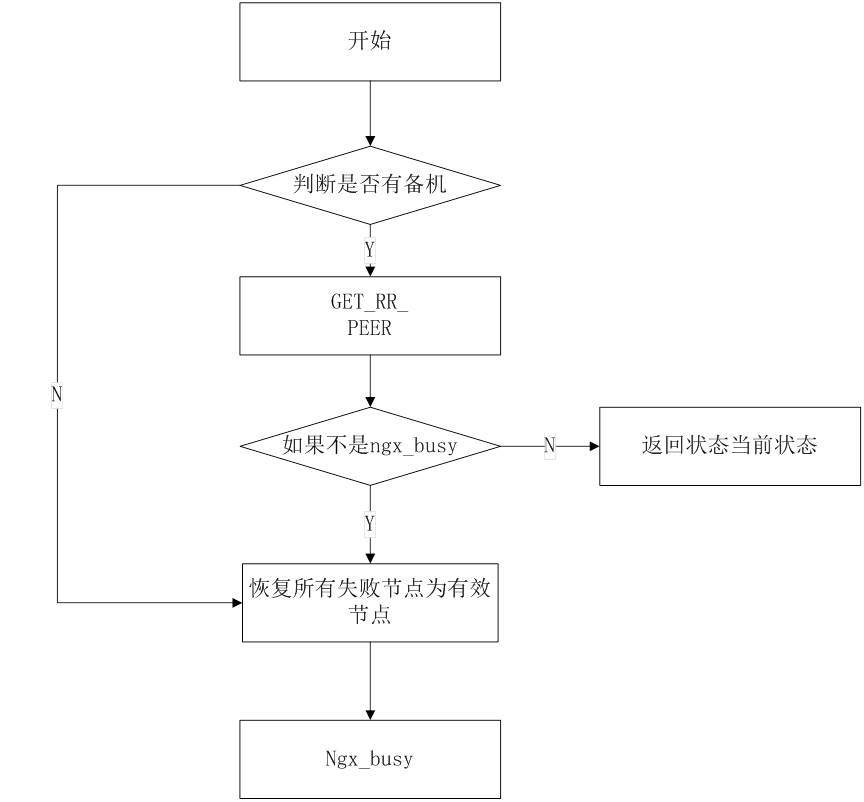 开始
判断是否有备机
Y
GET_RR_
PEER
N
如果不是ngx_busy
N
返回状态当前状态
Y
恢复所有失败节点为有效
节点
Ngx_busy